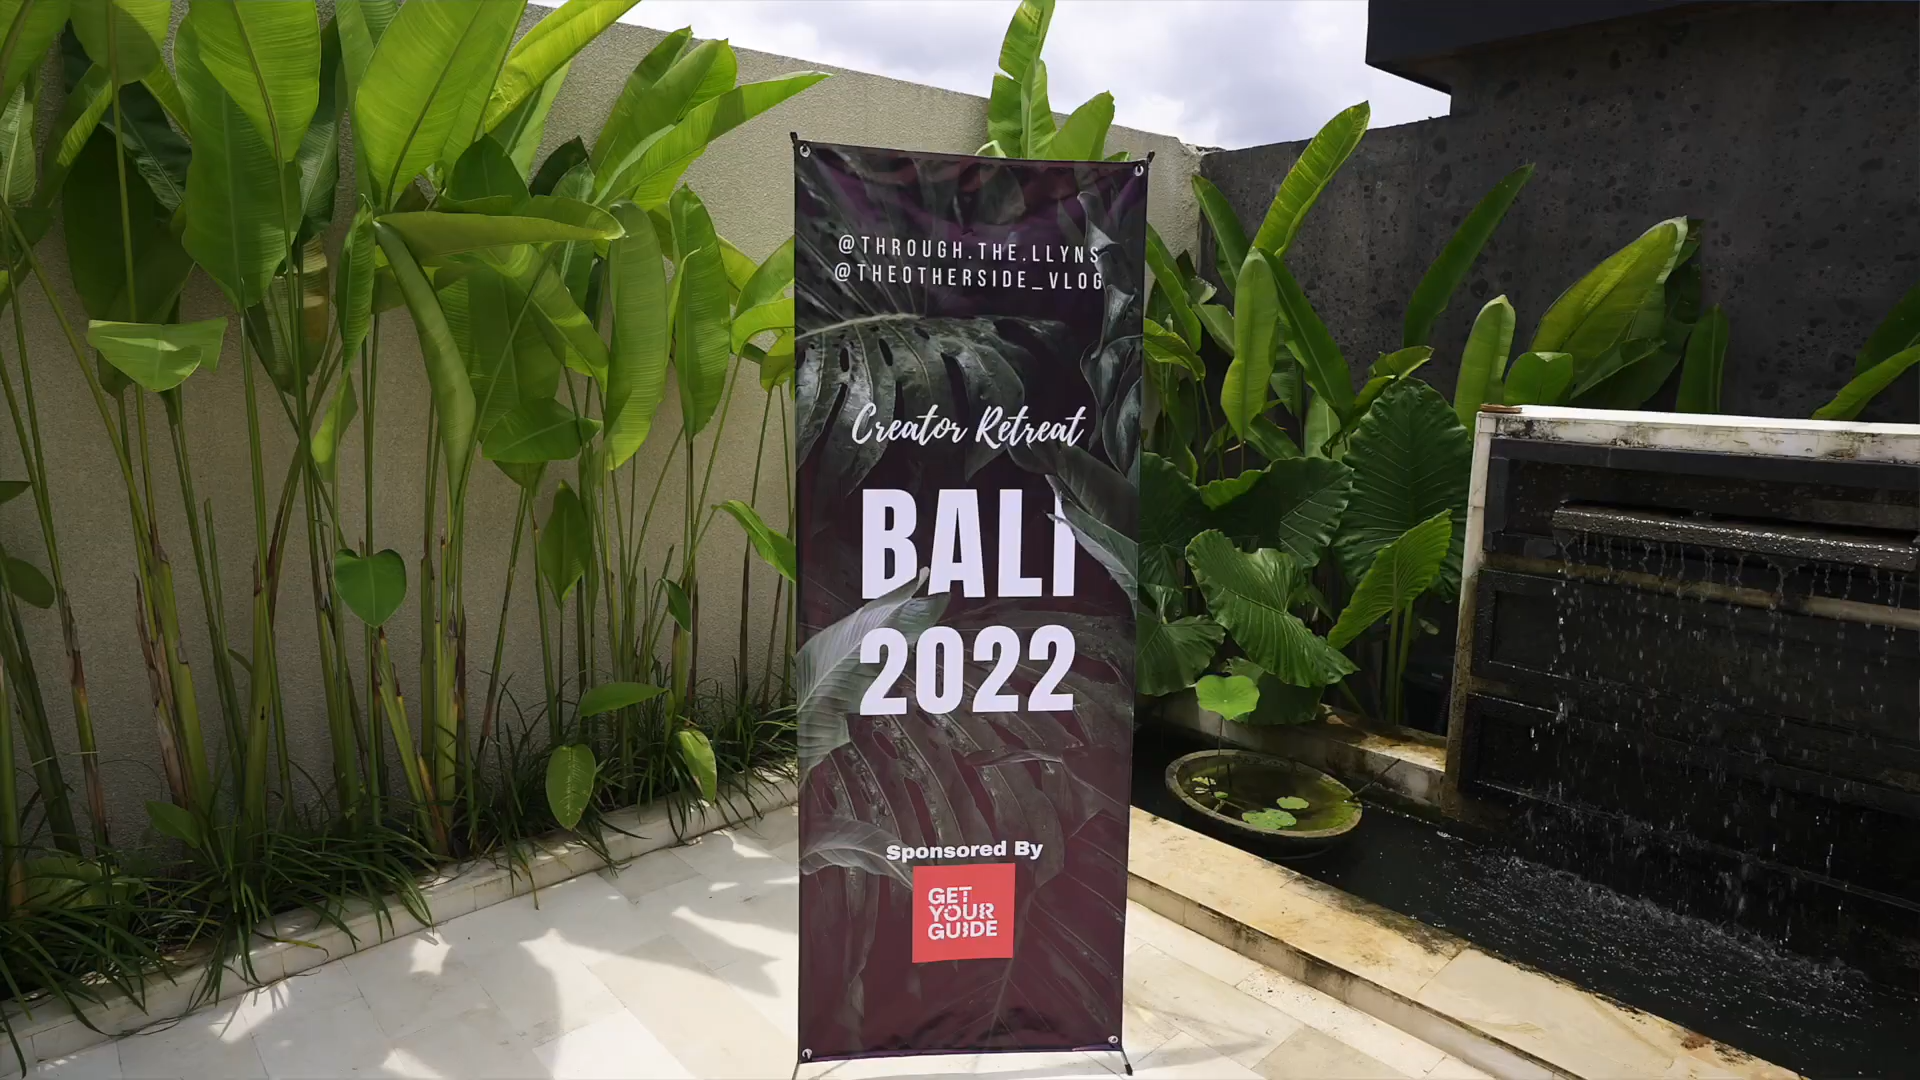 @THROUGH.THE.LLYNS
@THEOTHERSIDE_VLOG
Creator Retreat
BALI
2022
Sponsored By
GET
YOUR
GUIDE